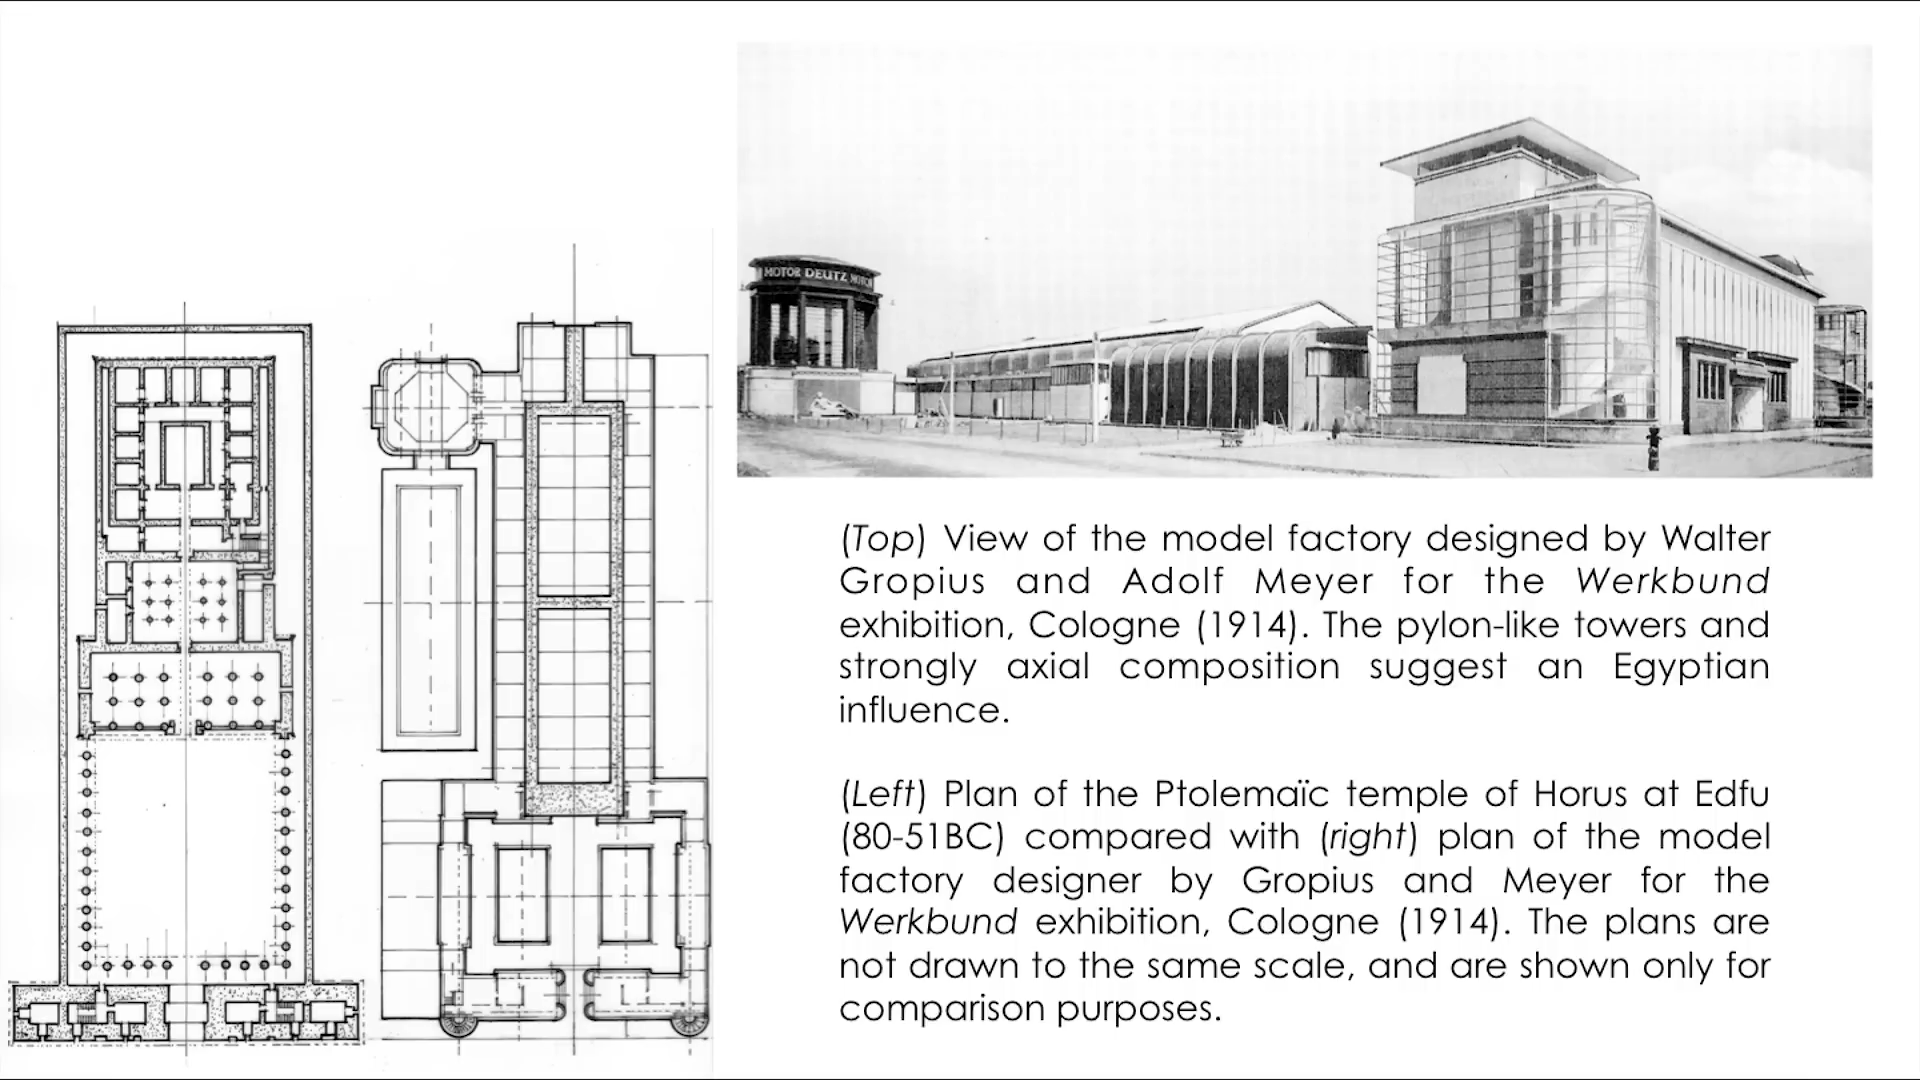 MOTOR DEUTZ MOTOR
(Top) View of the model factory designed by Walter
Gropius and Adolf Meyer for the Werkbund
exhibition, Cologne (1914). The pylon-like towers and
strongly axial composition suggest an Egyptian
influence.
(Left) Plan of the Ptolemaïc temple of Horus at Edfu
(80-51BC) compared with (right) plan of the model
factory designer by Gropius and Meyer for the
Werkbund exhibition, Cologne (1914). The plans are
not drawn to the same scale, and are shown only for
comparison purposes.